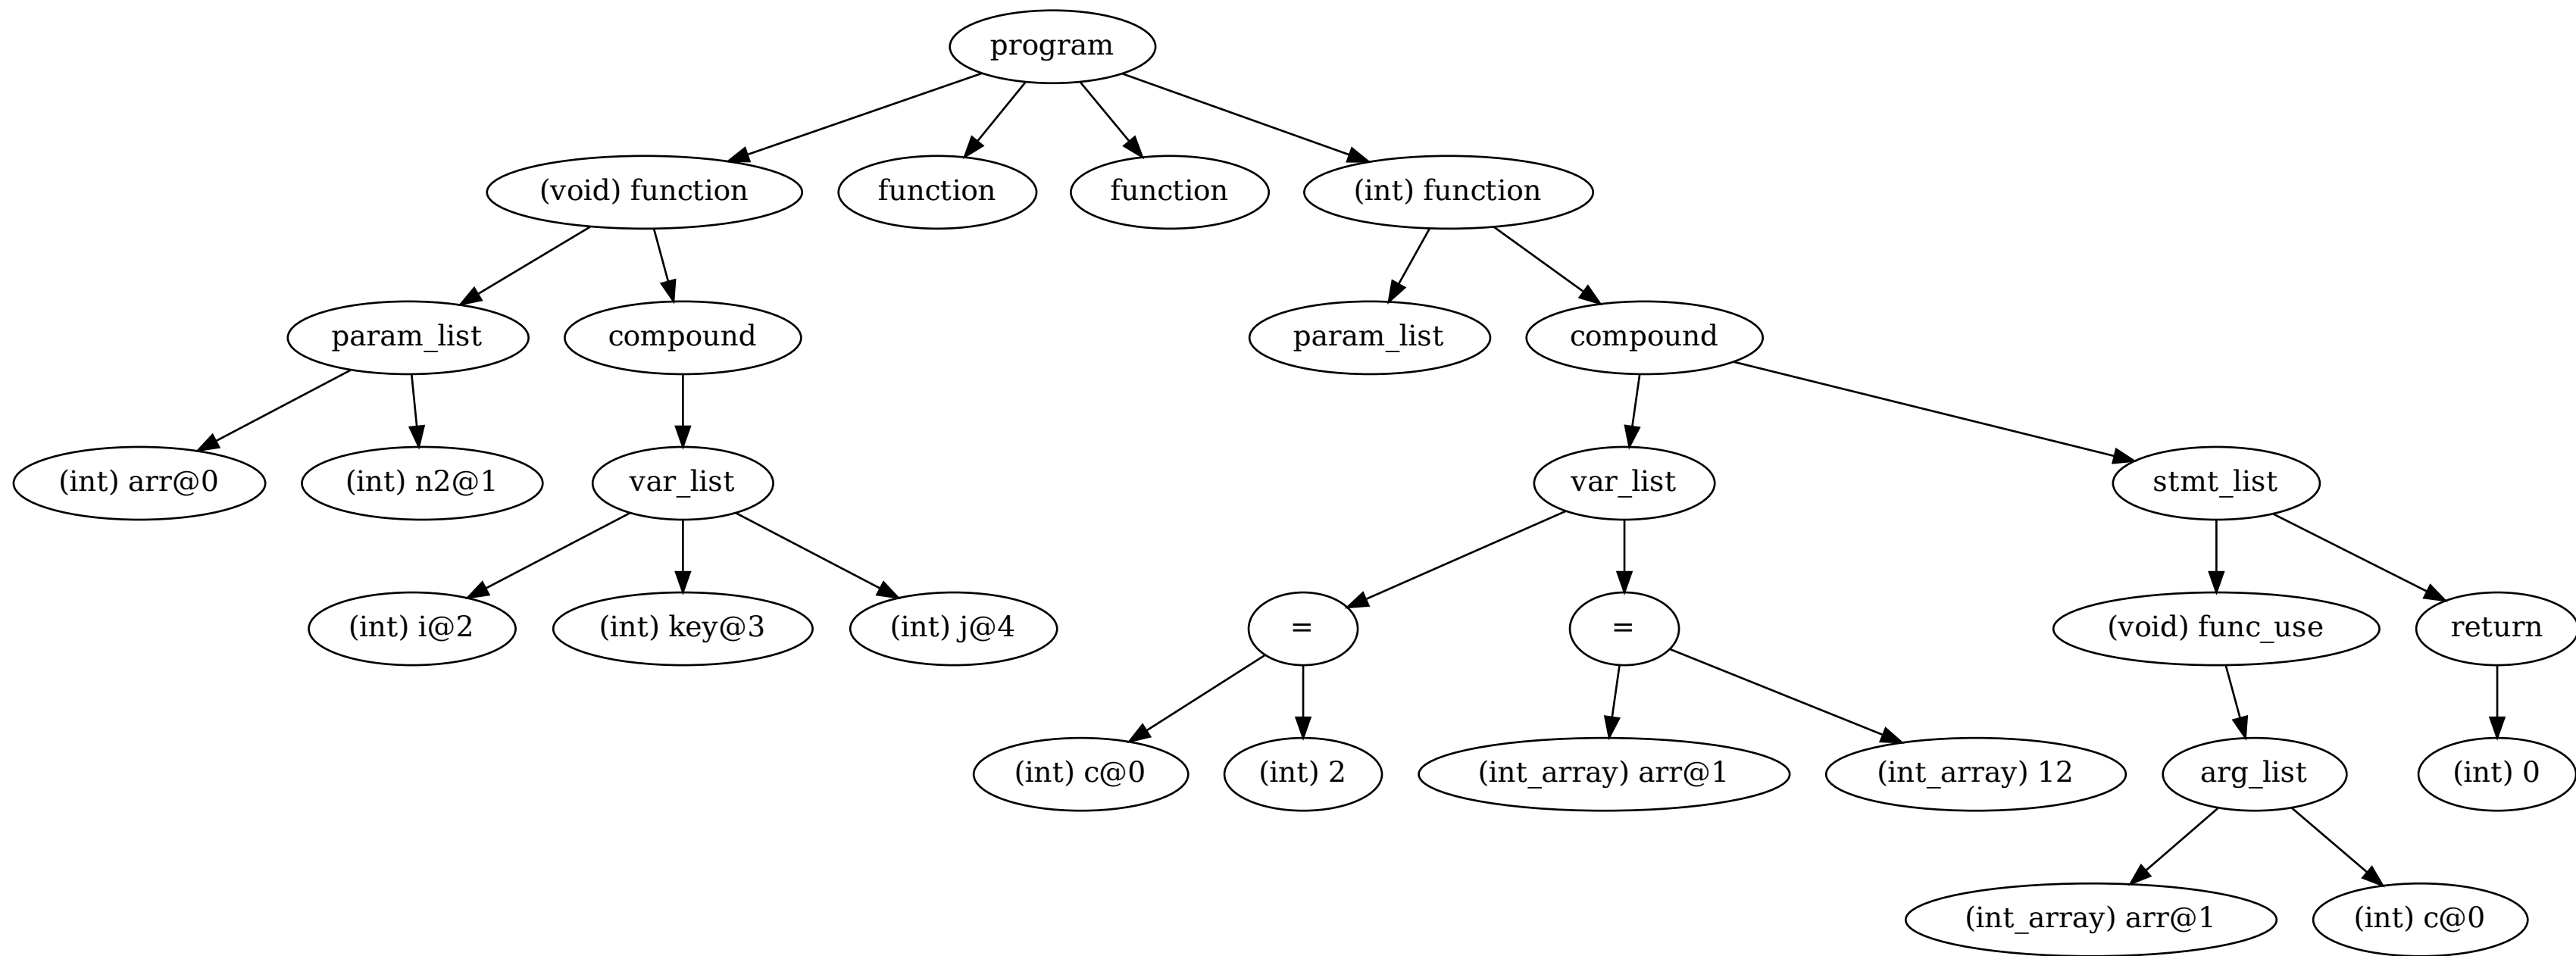 program
(void) function
function
function
(int) function
param_list
compound
param_list
compound
(int) arr@0
(int) n2@1
var_list
var_list
stmt_list
(int) i@2
(int) key@3
(int) j@4
=
=
(void) func_use
return
(int) c@0
(int) 2
(int_array) arr@1
(int_array) 12
arg_list
(int) 0
(int_array) arr@1
(int) c@0